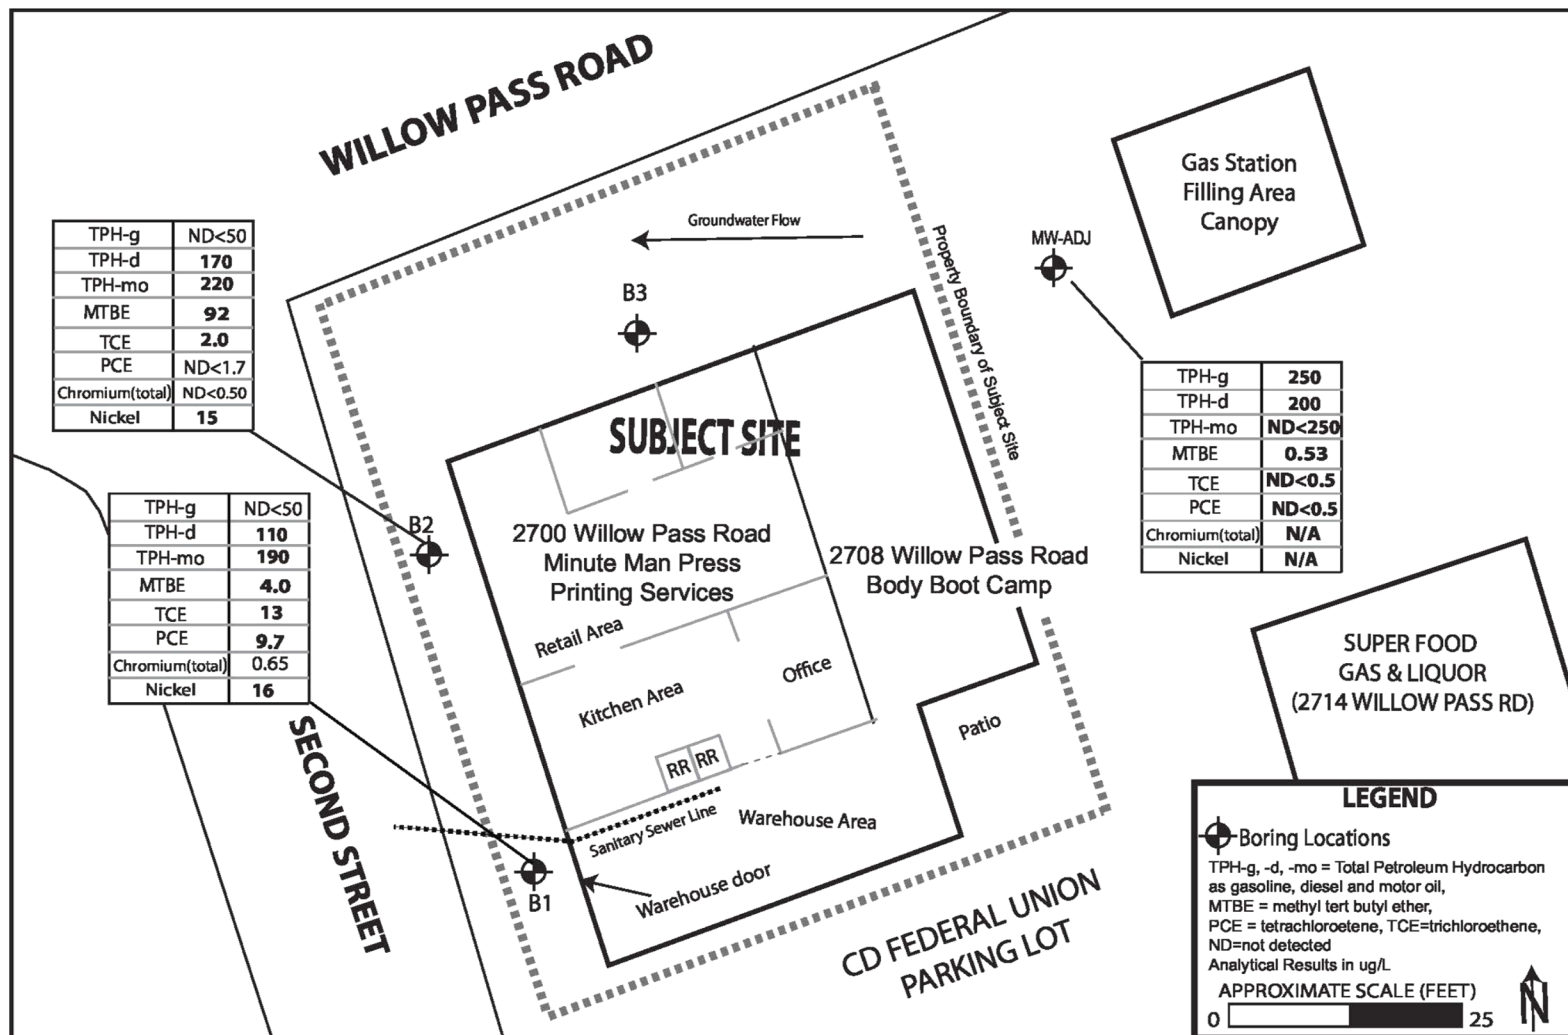 WILLOW PASS ROAD
Gas Station
Filling Area
Canopy
Groundwater Flow
MW-ADJ
Property Boundary of Subject Site
B3
TPH-g ND<50
TPH-d 170
TPH-mo 220
MTBE 92
TCE 2.0
PCE ND<1.7
Chromium(total) ND<0.50
Nickel 15
TPH-g 250
TPH-d 200
TPH-mo ND<250
MTBE 0.53
TCE ND<0.5
PCE ND<0.5
Chromium(total) N/A
Nickel N/A
SUBJECT SITE
B2
2700 Willow Pass Road
Minute Man Press
Printing Services
2708 Willow Pass Road
Body Boot Camp
TPH-g ND<50
TPH-d 110
TPH-mo 190
MTBE 4.0
TCE 13
PCE 9.7
Chromium(total) 0.65
Nickel 16
Retail Area
Kitchen Area
Office
Patio
RR RR
SUPER FOOD
GAS & LIQUOR
(2714 WILLOW PASS RD)
SECOND STREET
Sanitary Sewer Line
Warehouse Area
Warehouse door
B1
CD FEDERAL UNION
PARKING LOT
LEGEND
Boring Locations
TPH-g, -d, -mo = Total Petroleum Hydrocarbon
as gasoline, diesel and motor oil,
MTBE = methyl tert butyl ether,
PCE = tetrachloroetene, TCE=trichloroethene,
ND=not detected
Analytical Results in ug/L
APPROXIMATE SCALE (FEET)
0 25
N